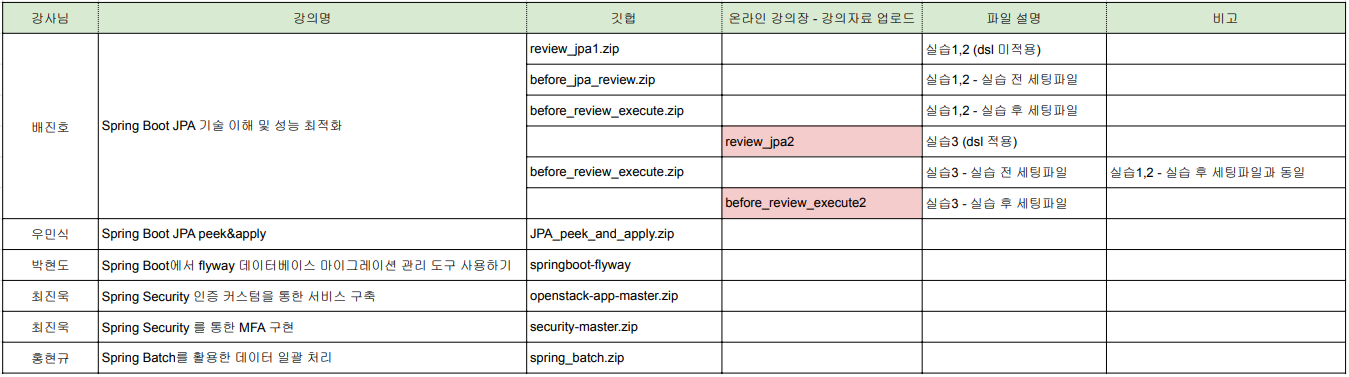 강사님 강의명 깃헙 온라인 강의장 - 강의자료 업로드 파일 설명 비고
배진호 Spring Boot JPA 기술 이해 및 성능 최적화
review_jpa1.zip 실습1,2 (dsl 미적용)
before_jpa_review.zip 실습1,2 - 실습 전 세팅파일
before_review_execute.zip 실습1,2 - 실습 후 세팅파일
review_jpa2 실습3 (dsl 적용)
before_review_execute.zip 실습3 - 실습 전 세팅파일 실습1,2 - 실습 후 세팅파일과 동일
before_review_execute2 실습3 - 실습 후 세팅파일
우민식 Spring Boot JPA peek&apply JPA_peek_and_apply.zip
박현도 Spring Boot에서 flyway 데이터베이스 마이그레이션 관리 도구 사용하기 springboot-flyway
최진욱 Spring Security 인증 커스텀을 통한 서비스 구축 openstack-app-master.zip
최진욱 Spring Security 를 통한 MFA 구현 security-master.zip
홍현규 Spring Batch를 활용한 데이터 일괄 처리 spring_batch.zip